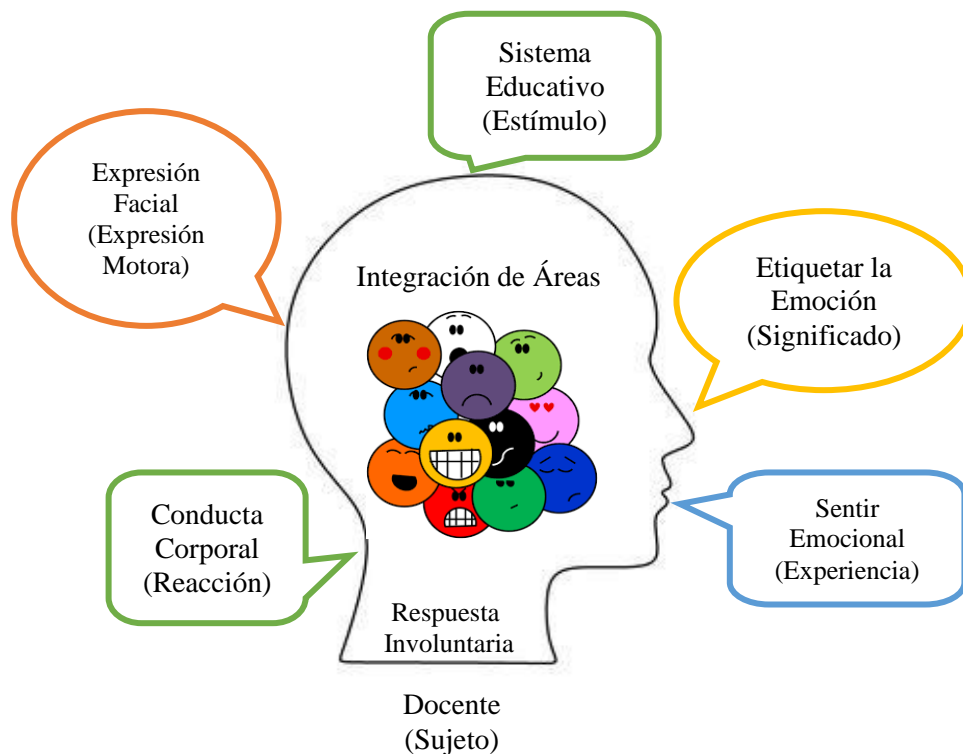 Sistema
Educativo
(Estímulo)
Expresión
Facial
(Expresión
Motora)
Integración de Áreas
Etiquetar la
Emoción
(Significado)
Conducta
Corporal
(Reacción)
Sentir
Emocional
(Experiencia)
Respuesta
Involuntaria
Docente
(Sujeto)